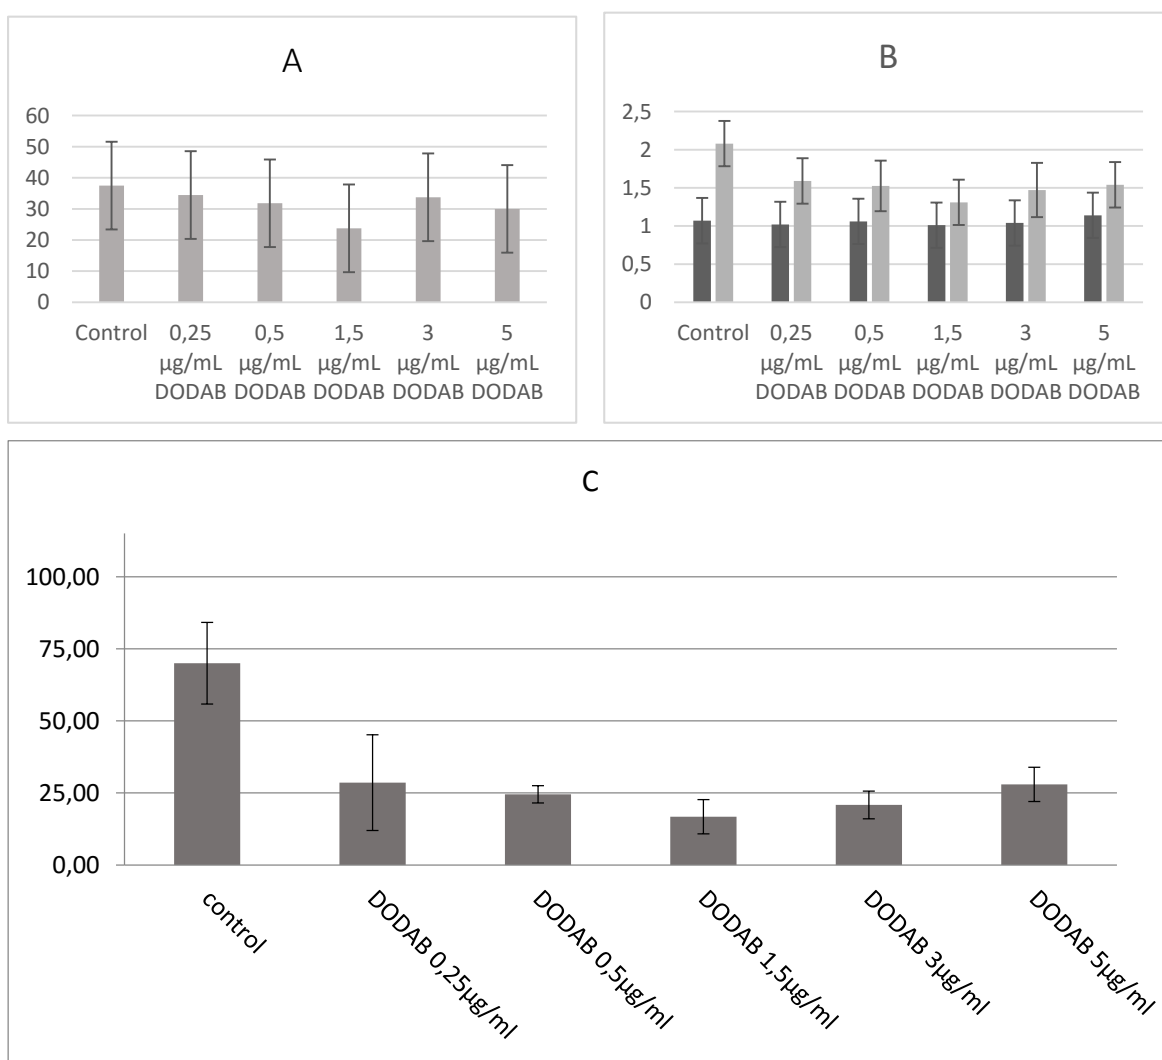 A
60
50
40
30
20
10
0
Control 0,25 0,5 1,5 3 5
µg/mL µg/mL µg/mL µg/mL µg/mL
DODAB DODAB DODAB DODAB DODAB
B
2,5
2
1,5
1
0,5
0
Control 0,25 0,5 1,5 3 5
µg/mL µg/mL µg/mL µg/mL µg/mL
DODAB DODAB DODAB DODAB DODAB
C
100,00
75,00
50,00
25,00
0,00
control
DODAB 0,25µg/ml
DODAB 0,5µg/ml
DODAB 1,5µg/ml
DODAB 3µg/ml
DODAB 5µg/ml